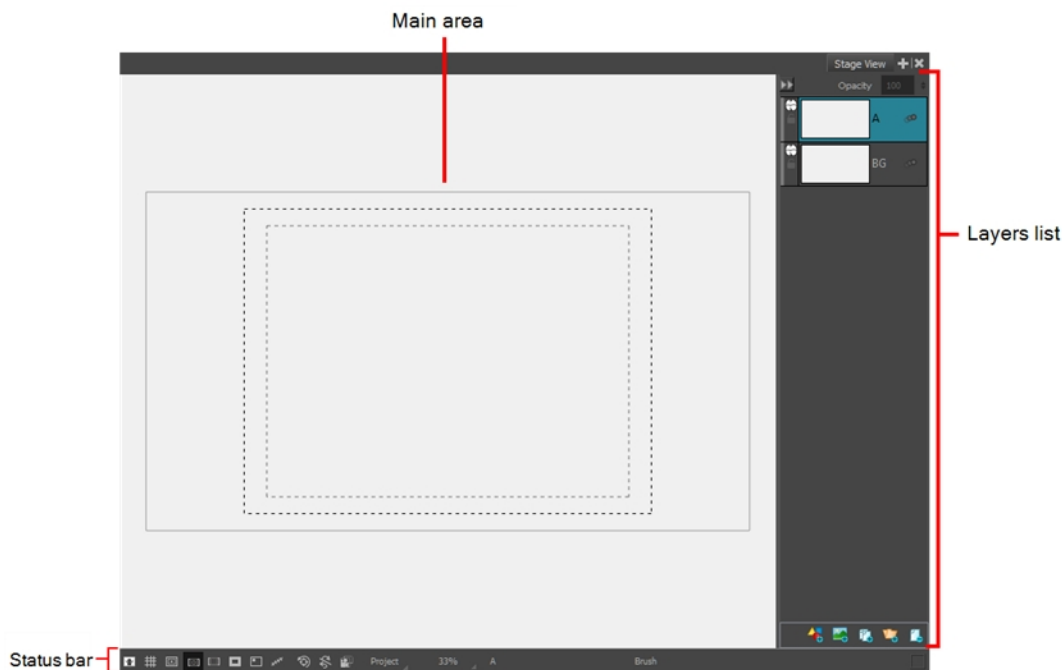 Main area
Stage View
Opacity 100
A
BG
Layers list
Status bar
Project 33% A Brush